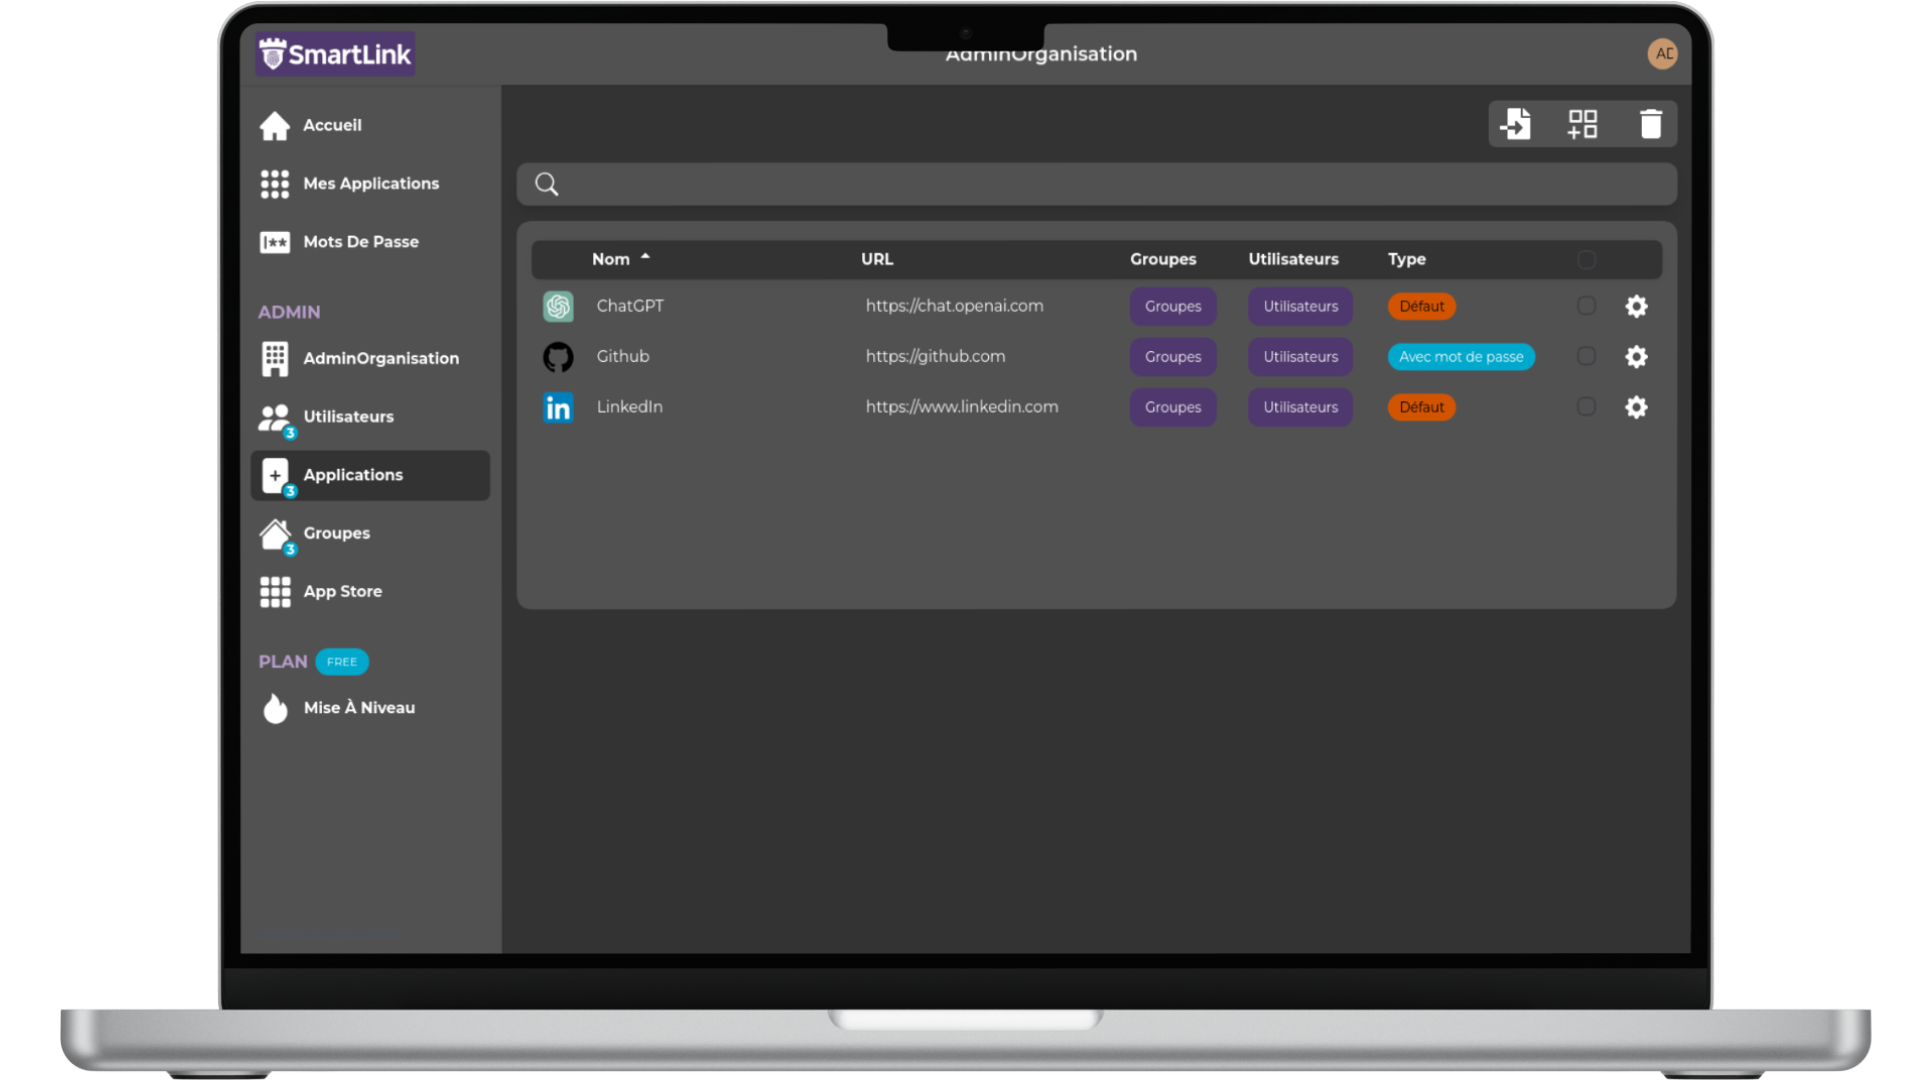 SmartLink
AdminOrganisation
AD
Accueil
Mes Applications
Mots De Passe
ADMIN
AdminOrganisation
Utilisateurs
3
Applications
3
Groupes
3
App Store
PLAN FREE
Mise À Niveau
Nom URL Groupes Utilisateurs Type
ChatGPT https://chat.openai.com Groupes Utilisateurs Défaut
Github https://github.com Groupes Utilisateurs Avec mot de passe
LinkedIn https://www.linkedin.com Groupes Utilisateurs Défaut